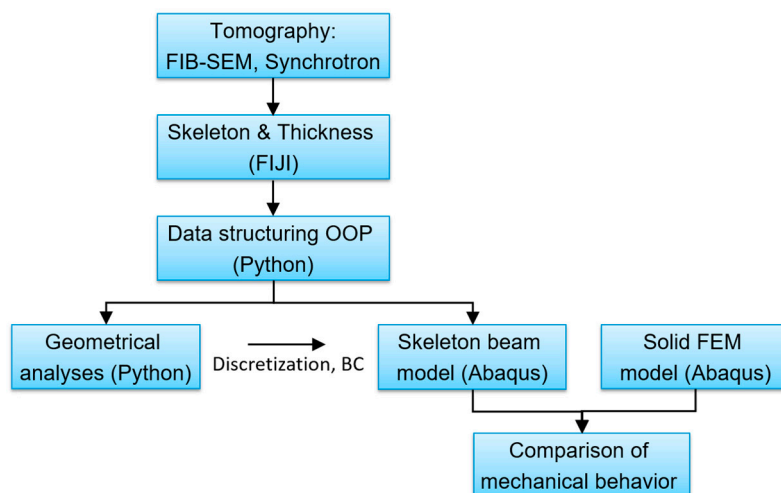 Tomography:
FIB-SEM, Synchrotron
Skeleton & Thickness
(FIJI)
Data structuring OOP
(Python)
Geometrical
analyses (Python)
Discretization, BC
Skeleton beam
model (Abaqus)
Solid FEM
model (Abaqus)
Comparison of
mechanical behavior